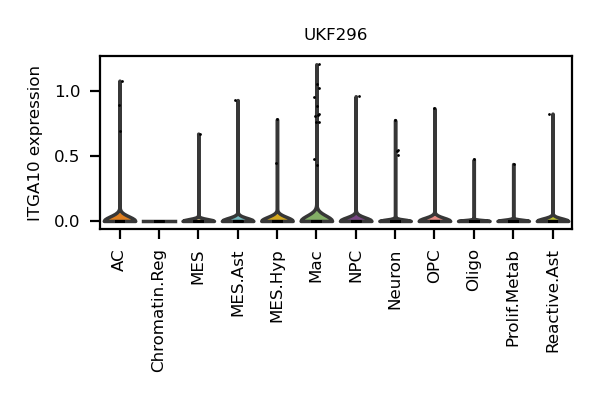 UKF296
ITGA10 expression
1.0
0.5
0.0
AC
Chromatin.Reg
MES
MES.Ast
MES.Hyp
Mac
NPC
Neuron
OPC
Oligo
Prolif.Metab
Reactive.Ast